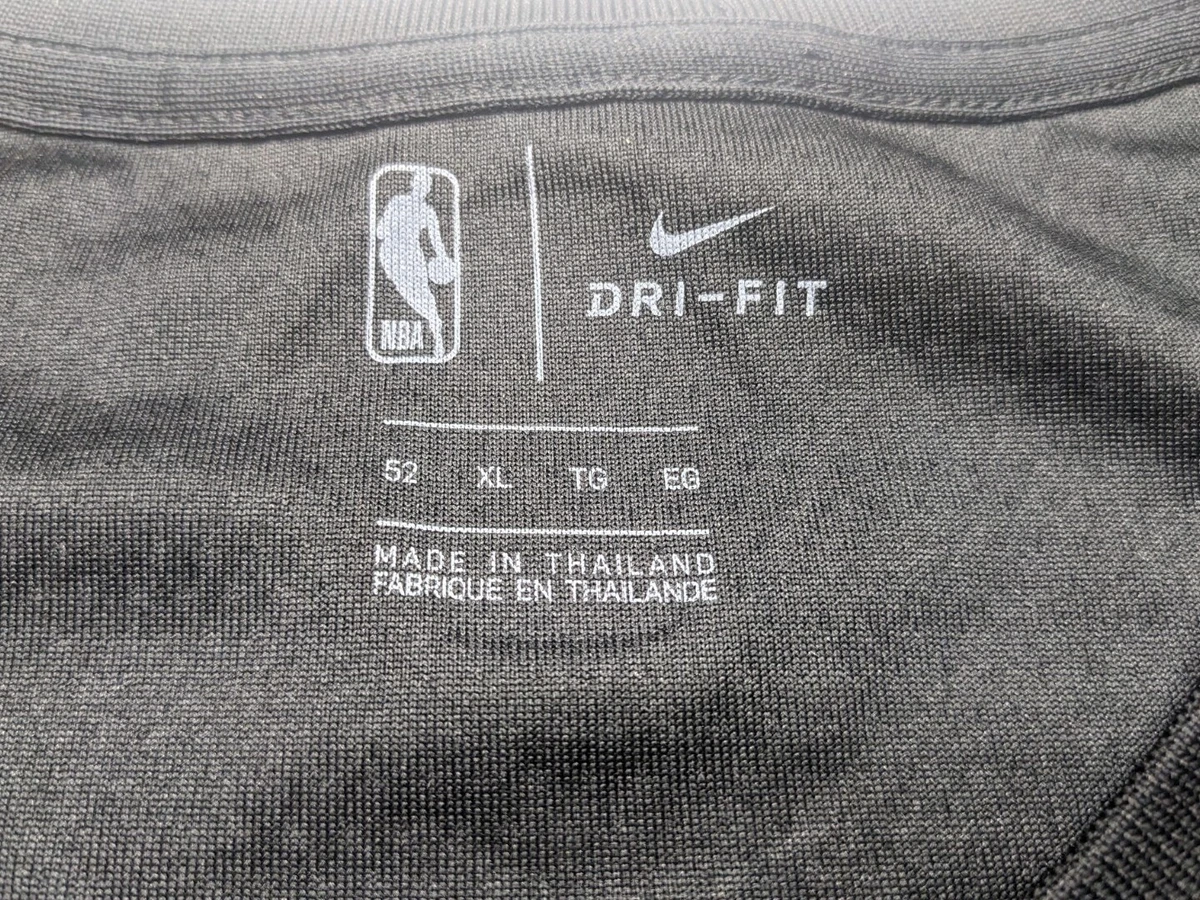 NBA
DRI-FIT
52 XL TG EG
MADE IN THAILAND
FABRIQUE EN THAILANDE